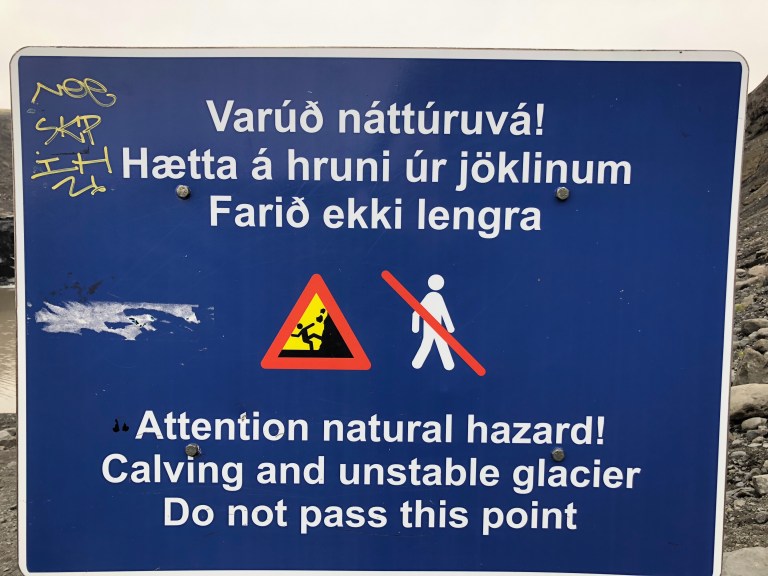 Varúð náttúruvá!
Hætta á hruni úr jöklinum
Farið ekki lengra
Attention natural hazard!
Calving and unstable glacier
Do not pass this point